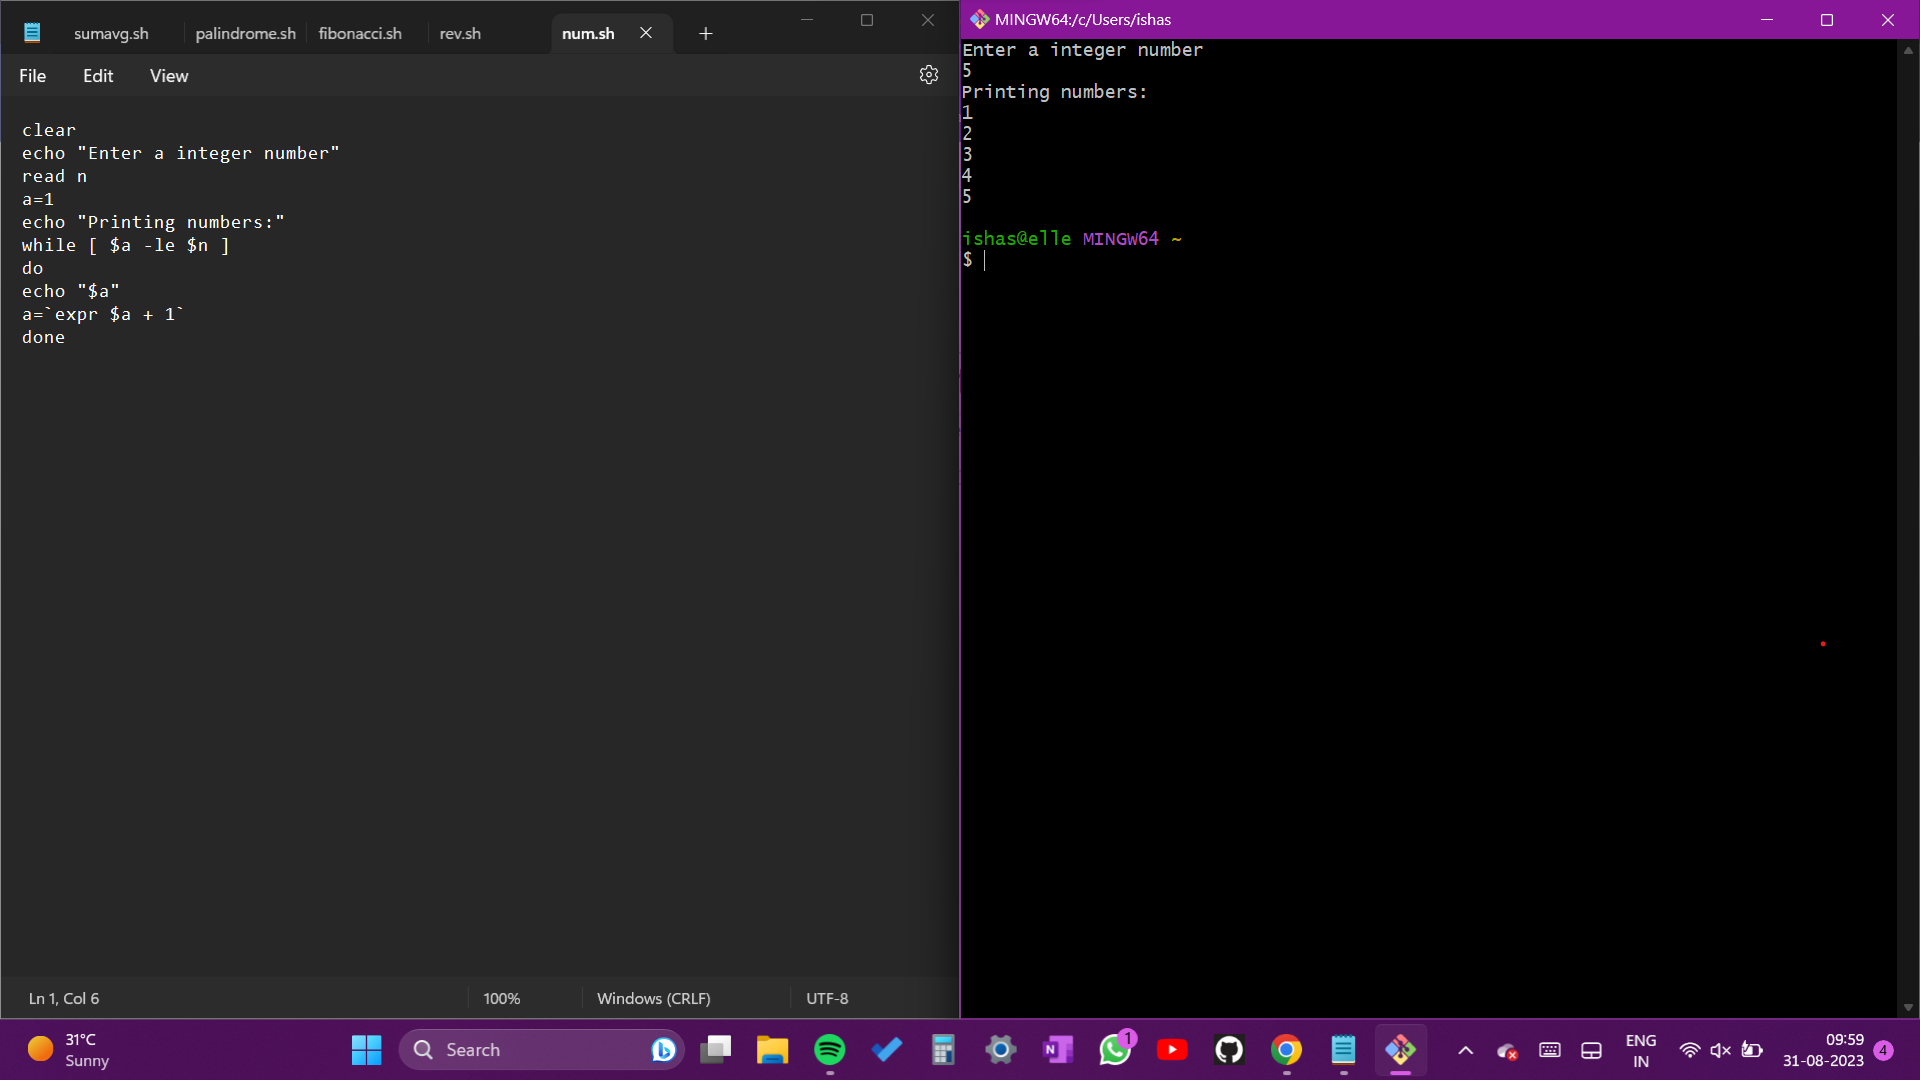 sumavg.sh palindrome.sh fibonacci.sh rev.sh num.sh
File Edit View
clear
echo "Enter a integer number"
read n
a=1
echo "Printing numbers:"
while [ $a -le $n ]
do
echo "$a"
a=`expr $a + 1`
done
Ln 1, Col 6 100% Windows (CRLF) UTF-8
MINGW64:/c/Users/ishas
Enter a integer number
5
Printing numbers:
1
2
3
4
5
ishas@elle MINGW64 ~
$
31°C
Sunny
Search
N
1
ENG
IN
09:59
31-08-2023
4